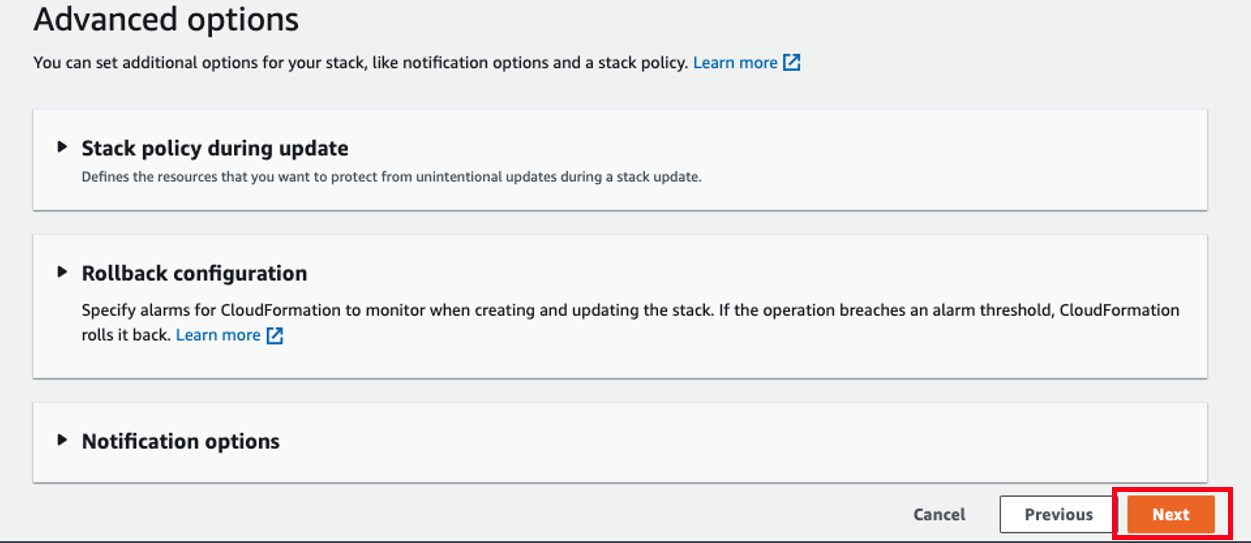 Advanced options
You can set additional options for your stack, like notification options and a stack policy. Learn more
Stack policy during update
Defines the resources that you want to protect from unintentional updates during a stack update.
Rollback configuration
Specify alarms for CloudFormation to monitor when creating and updating the stack. If the operation breaches an alarm threshold, CloudFormation
rolls it back. Learn more
Notification options
Cancel Previous Next